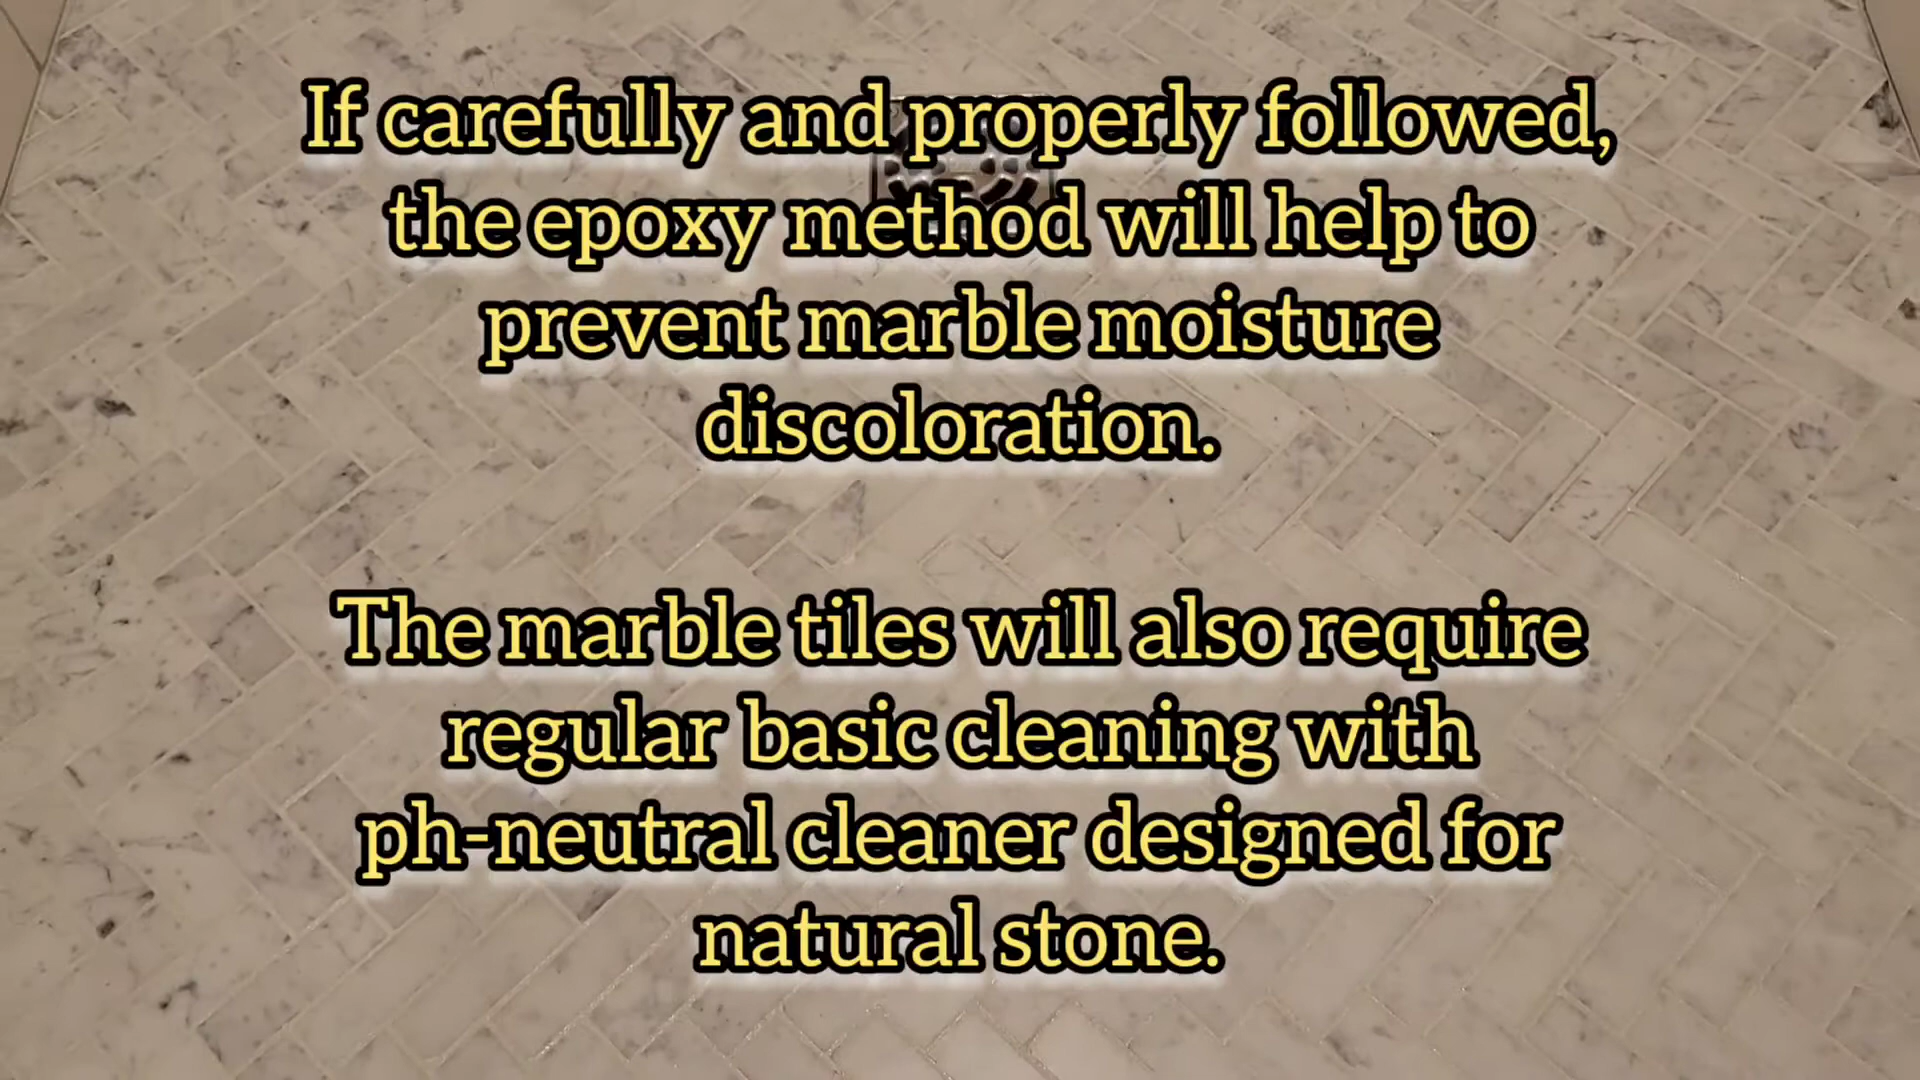 If carefully and properly followed,
the epoxy method will help to
prevent marble moisture
discoloration.
The marble tiles will also require
regular basic cleaning with
ph-neutral cleaner designed for
natural stone.